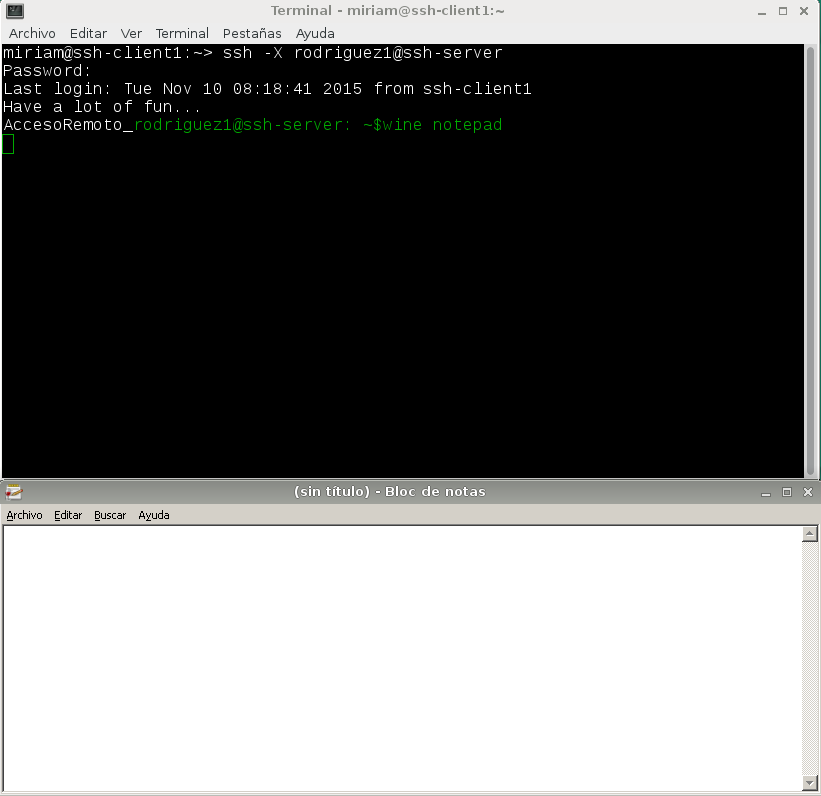 Terminal - miriam@ssh-client1:~
Archivo Editar Ver Terminal Pestañas Ayuda
miriam@ssh-client1:~> ssh -X rodriguez1@ssh-server
Password:
Last login: Tue Nov 10 08:18:41 2015 from ssh-client1
Have a lot of fun...
AccesoRemoto_rodriguez1@ssh-server: ~$wine notepad
(sin título) - Bloc de notas
Archivo Editar Buscar Ayuda